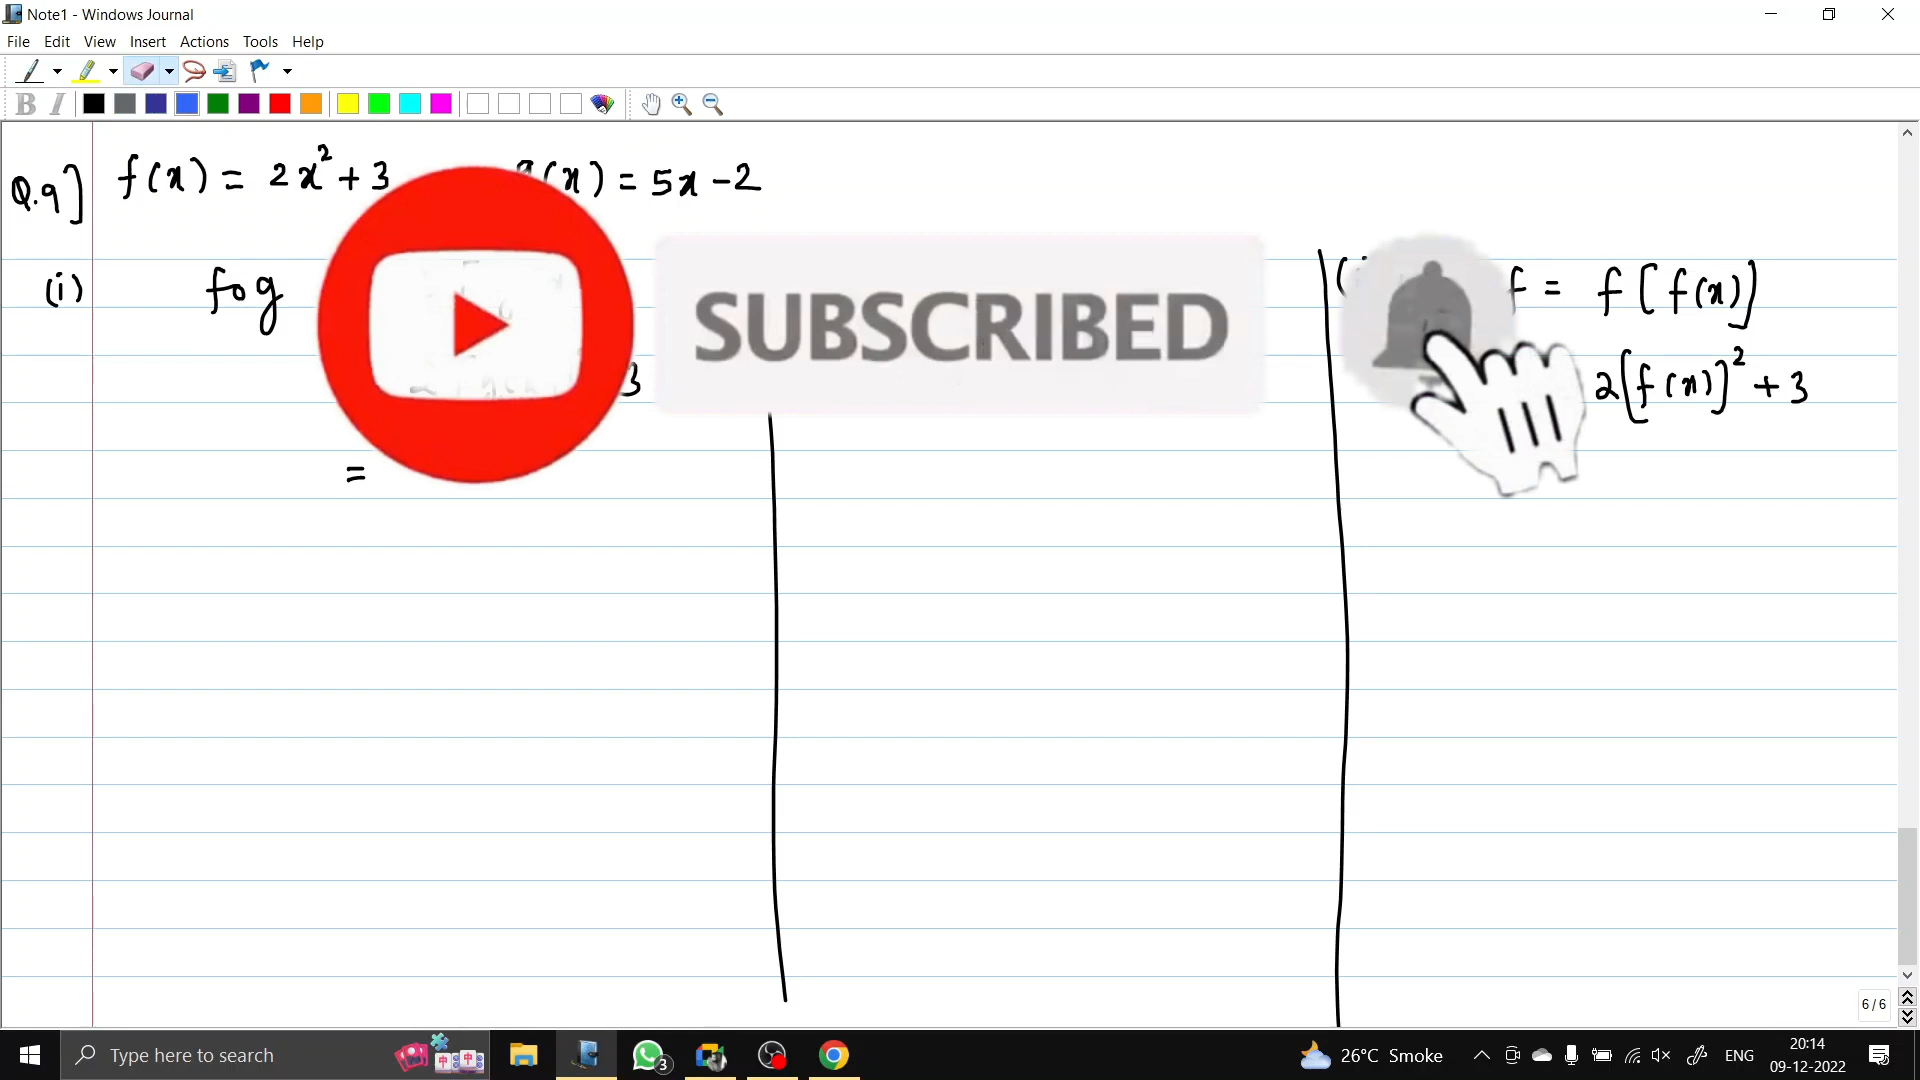 Note1 - Windows Journal
File Edit View Insert Actions Tools Help
B I
Q.9] f(x) = 2x² + 3 (x) = 5x - 2
(i) fog
SUBSCRIBED
f = f[f(x)]
3
2[f(x)]² + 3
=
6 / 6
Type here to search
3
26°C Smoke
ENG
20:14
09-12-2022